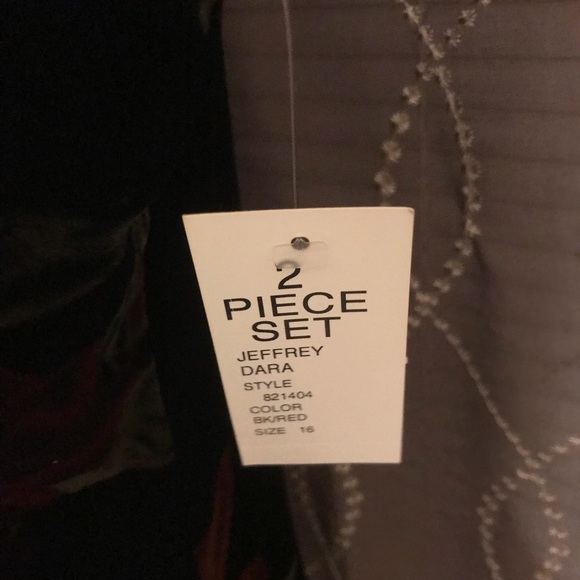 2
PIECE
SET
JEFFREY
DARA
STYLE
821404
COLOR
BK/RED
SIZE 16